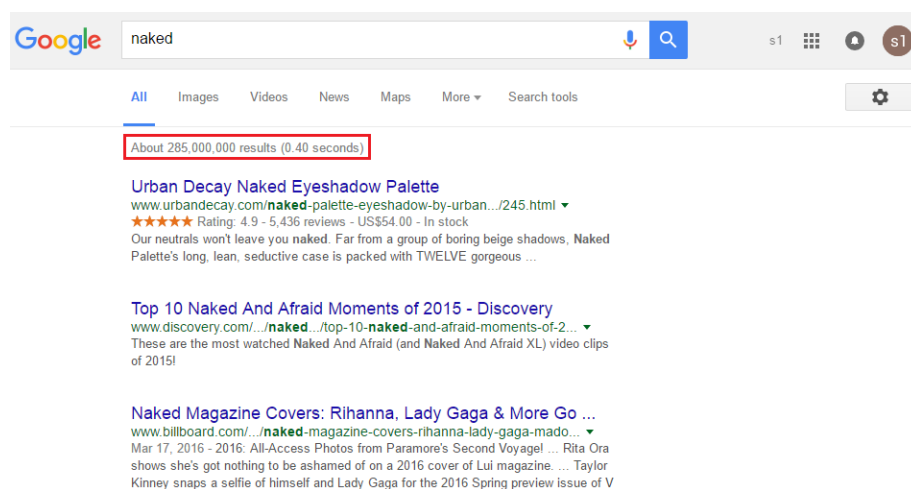 Google
naked
s1
s1
All Images Videos News Maps More Search tools
About 285,000,000 results (0.40 seconds)
Urban Decay Naked Eyeshadow Palette
www.urbandecay.com/naked-palette-eyeshadow-by-urban.../245.html
Rating: 4.9 - 5,436 reviews - US$54.00 - In stock
Our neutrals won't leave you naked. Far from a group of boring beige shadows, Naked
Palette's long, lean, seductive case is packed with TWELVE gorgeous ...
Top 10 Naked And Afraid Moments of 2015 - Discovery
www.discovery.com/.../naked.../top-10-naked-and-afraid-moments-of-2...
These are the most watched Naked And Afraid (and Naked And Afraid XL) video clips
of 2015!
Naked Magazine Covers: Rihanna, Lady Gaga & More Go ...
www.billboard.com/.../naked-magazine-covers-rihanna-lady-gaga-mado...
Mar 17, 2016 - 2016: All-Access Photos from Paramore's Second Voyage! ... Rita Ora
shows she's got nothing to be ashamed of on a 2016 cover of Lui magazine. ... Taylor
Kinney snaps a selfie of himself and Lady Gaga for the 2016 Spring preview issue of V